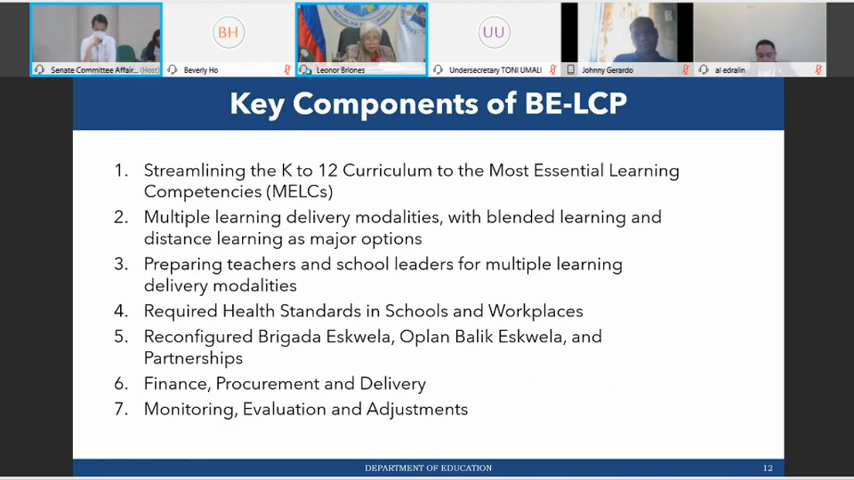 BH
UU
Senate Committee Affair... (Host)
Beverly Ho
Leonor Briones
Undersecretary TONI UMALI
Johnny Gerardo
al edralin
Key Components of BE-LCP
1. Streamlining the K to 12 Curriculum to the Most Essential Learning
Competencies (MELCs)
2. Multiple learning delivery modalities, with blended learning and
distance learning as major options
3. Preparing teachers and school leaders for multiple learning
delivery modalities
4. Required Health Standards in Schools and Workplaces
5. Reconfigured Brigada Eskwela, Oplan Balik Eskwela, and
Partnerships
6. Finance, Procurement and Delivery
7. Monitoring, Evaluation and Adjustments
DEPARTMENT OF EDUCATION
12